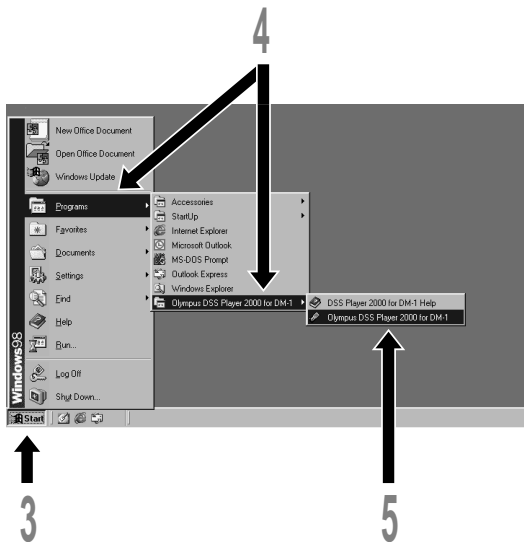 4
New Office Document
Open Office Document
Windows Update
Programs
Favorites
Documents
Settings
Find
Help
Run...
Log Off
Shut Down...
Windows98
Accessories
StartUp
Internet Explorer
Microsoft Outlook
MS-DOS Prompt
Outlook Express
Windows Explorer
Olympus DSS Player 2000 for DM-1
DSS Player 2000 for DM-1 Help
Olympus DSS Player 2000 for DM-1
Start
3
5